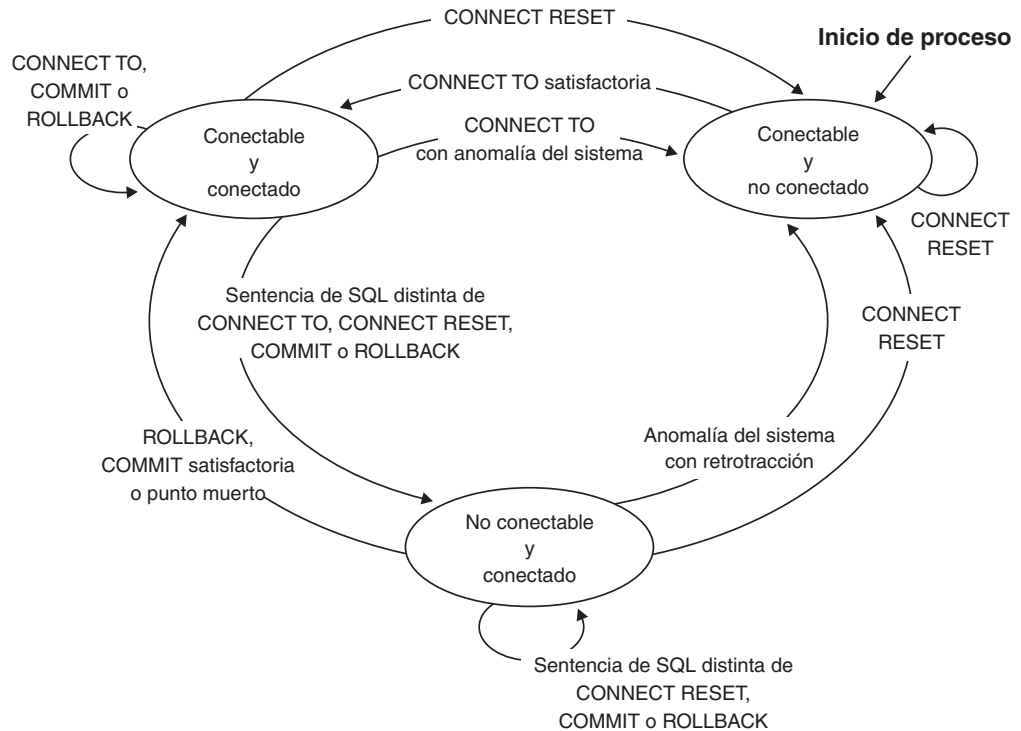 CONNECT RESET
Inicio de proceso
CONNECT TO,
COMMIT o
ROLLBACK
CONNECT TO satisfactoria
CONNECT TO
con anomalía del sistema
Conectable
y
conectado
Conectable
y
no conectado
CONNECT
RESET
Sentencia de SQL distinta de
CONNECT TO, CONNECT RESET,
COMMIT o ROLLBACK
CONNECT
RESET
ROLLBACK,
COMMIT satisfactoria
o punto muerto
Anomalía del sistema
con retrotracción
No conectable
y
conectado
Sentencia de SQL distinta de
CONNECT RESET,
COMMIT o ROLLBACK